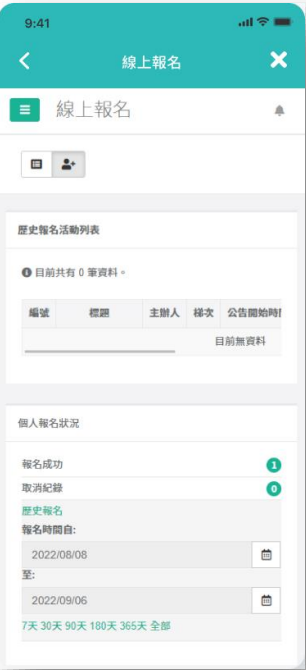 9:41
線上報名
線上報名
歷史報名活動列表
目前共有 0 筆資料。
編號 標題 主辦人 梯次 公告開始時
目前無資料
個人報名狀況
報名成功 1
取消紀錄 0
歷史報名
報名時間自:
2022/08/08
至:
2022/09/06
7天 30天 90天 180天 365天 全部